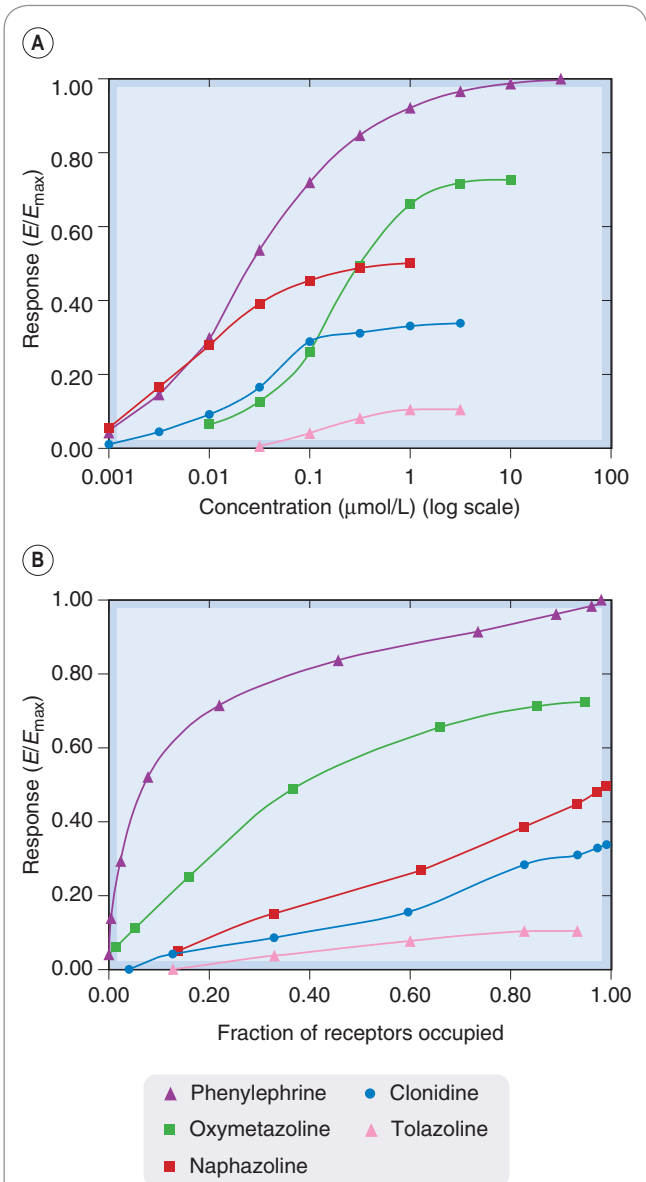 A
Response (E/Emax)
1.00
0.80
0.60
0.40
0.20
0.00
0.001 0.01 0.1 1 10 100
Concentration (μmol/L) (log scale)
B
Response (E/Emax)
1.00
0.80
0.60
0.40
0.20
0.00
0.00 0.20 0.40 0.60 0.80 1.00
Fraction of receptors occupied
Phenylephrine Clonidine
Oxymetazoline Tolazoline
Naphazoline